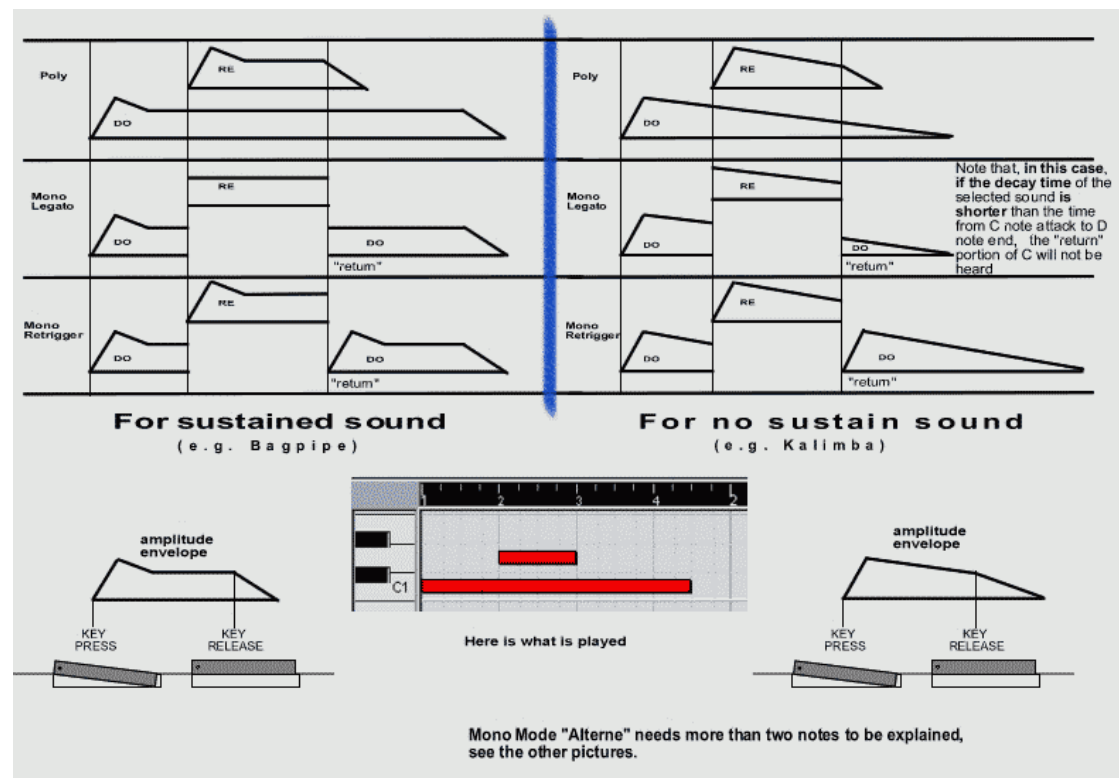 Poly
RE
DO
Mono
Legato
RE
DO
DO
"return"
Mono
Retrigger
RE
DO
DO
"return"
For sustained sound
(e.g. Bagpipe)
Poly
RE
DO
Mono
Legato
RE
DO
DO
"return"
Note that, in this case,
if the decay time of the
selected sound is
shorter than the time
from C note attack to D
note end, the "return"
portion of C will not be
heard
Mono
Retrigger
RE
DO
DO
"return"
For no sustain sound
(e.g. Kalimba)
amplitude
envelope
KEY
PRESS
KEY
RELEASE
1 2 3 4 2
C1
Here is what is played
amplitude
envelope
KEY
PRESS
KEY
RELEASE
Mono Mode "Alterne" needs more than two notes to be explained,
see the other pictures.